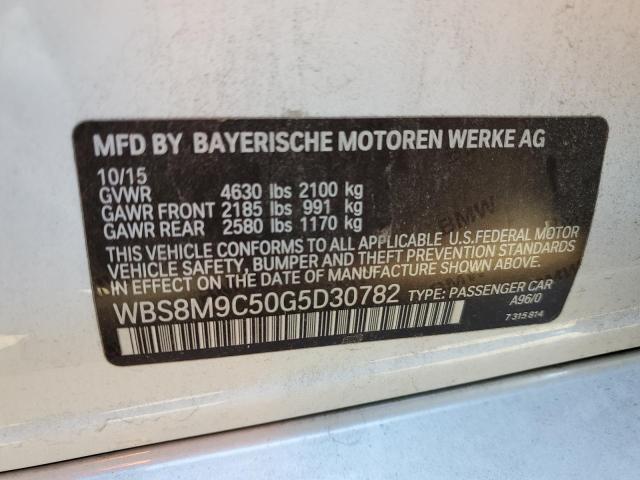 MFD BY BAYERISCHE MOTOREN WERKE AG
10/15
GVWR 4630 lbs 2100 kg
GAWR FRONT 2185 lbs 991 kg
GAWR REAR 2580 lbs 1170 kg
THIS VEHICLE CONFORMS TO ALL APPLICABLE U.S.FEDERAL MOTOR
VEHICLE SAFETY, BUMPER AND THEFT PREVENTION STANDARDS
IN EFFECT ON THE DATE OF MANUFACTURE SHOWN ABOVE.
WBS8M9C50G5D30782 TYPE: PASSENGER CAR
A96/0
7 315 814
BMW